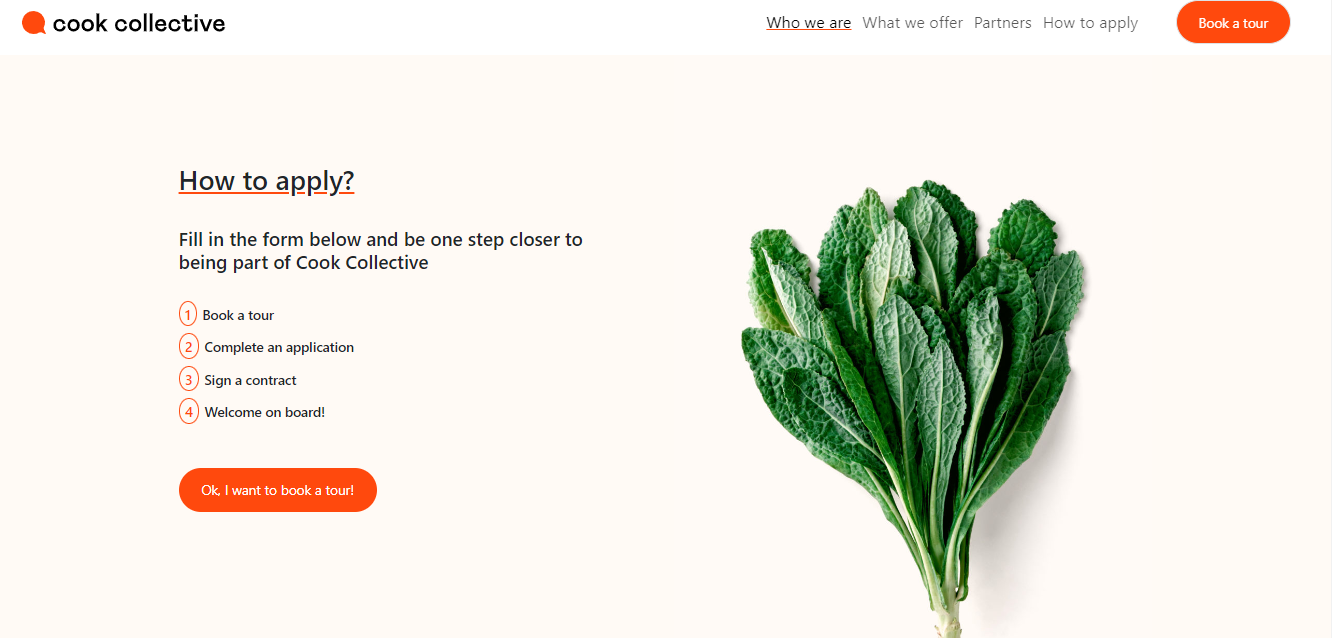 cook collective
Who we are What we offer Partners How to apply
Book a tour
How to apply?
Fill in the form below and be one step closer to
being part of Cook Collective
1 Book a tour
2 Complete an application
3 Sign a contract
4 Welcome on board!
Ok, I want to book a tour!